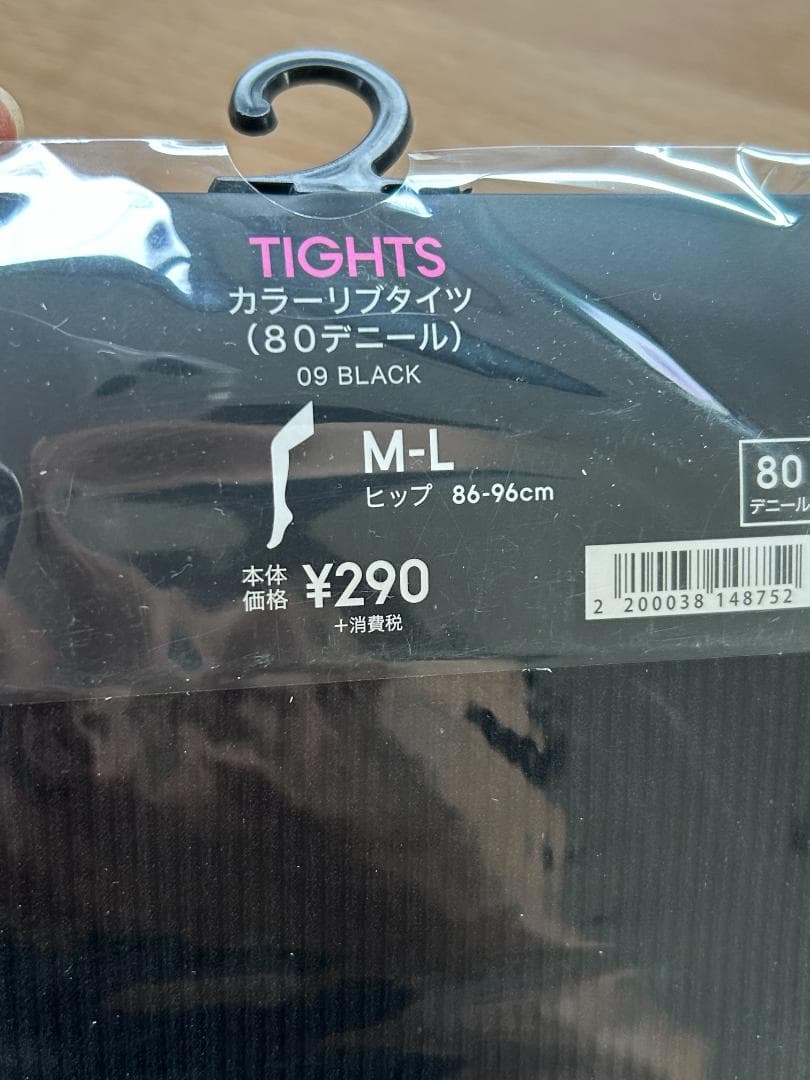 TIGHTS
カラーリブタイツ
（80デニール）
09 BLACK
M-L
ヒップ 86-96cm
80
デニール
本体価格 ¥290
+消費税
2 200038 148752